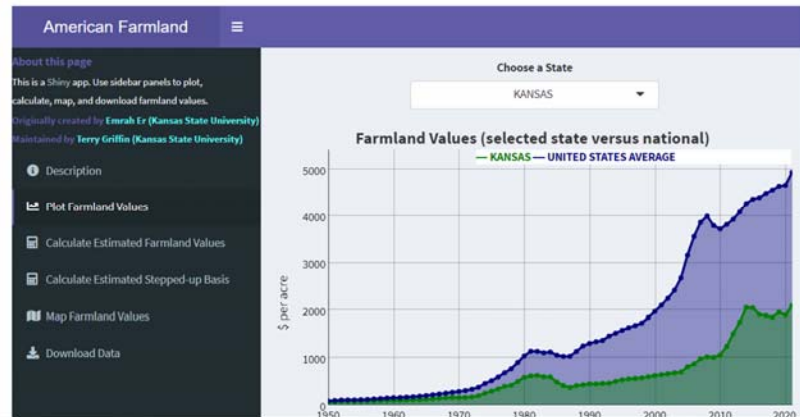 American Farmland
About this page
This is a Shiny app. Use sidebar panels to plot,
calculate, map, and download farmland values.
Originally created by Emrah Er (Kansas State University)
Maintained by Terry Griffin (Kansas State University)
Description
Plot Farmland Values
Calculate Estimated Farmland Values
Calculate Estimated Stepped-up Basis
Map Farmland Values
Download Data
Choose a State
KANSAS
Farmland Values (selected state versus national)
KANSAS UNITED STATES AVERAGE
5000
4000
3000
2000
1000
0
$ per acre
1950 1960 1970 1980 1990 2000 2010 2020